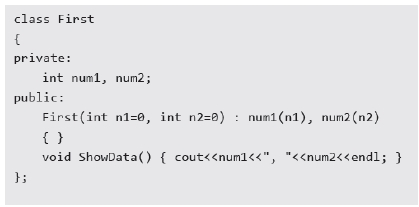 class First
{
private:
    int num1, num2;
public:
    First(int n1=0, int n2=0) : num1(n1), num2(n2)
    { }
    void ShowData() { cout<<num1<<", "<<num2<<endl; }
};